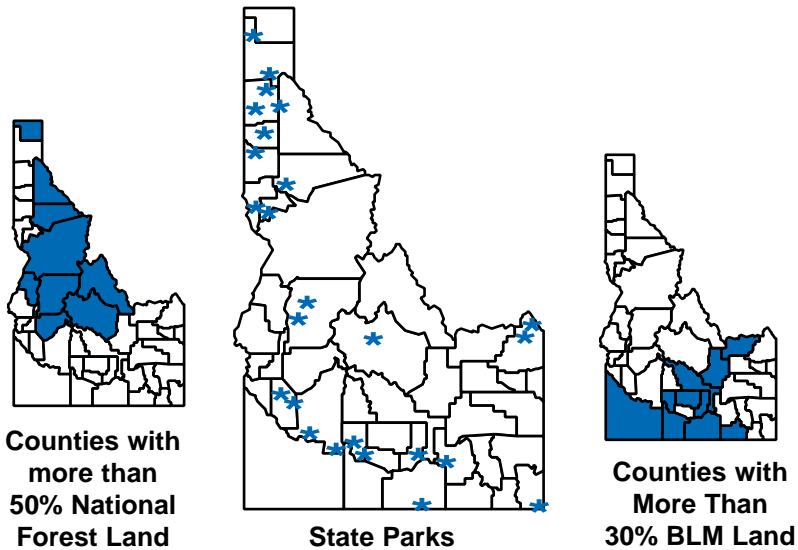 Counties with
more than
50% National
Forest Land
State Parks
Counties with
More Than
30% BLM Land